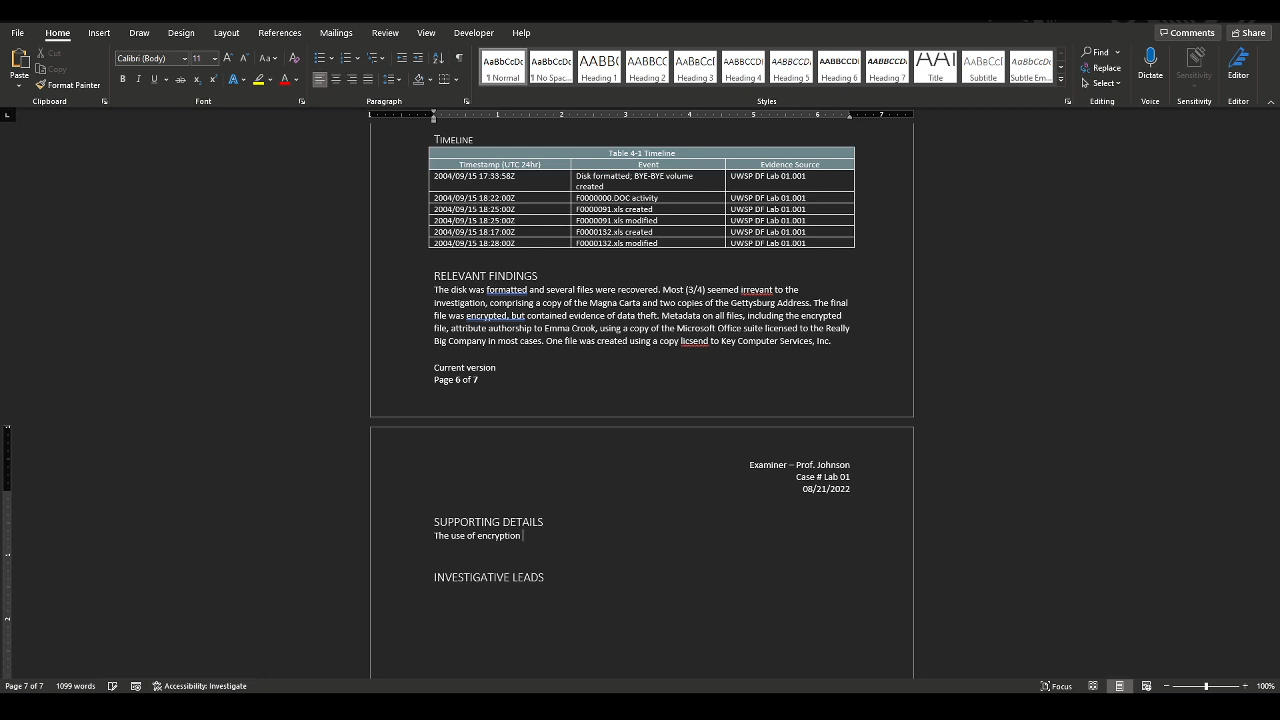 File Home Insert Draw Design Layout References Mailings Review View Developer Help Comments Share
Paste Cut Copy Format Painter
Calibri (Body) 11
¶ Normal ¶ No Spac... Heading 1 Heading 2 Heading 3 Heading 4 Heading 5 Heading 6 Heading 7 Title Subtitle Subtle Em...
Find Replace Select
Dictate Sensitivity Editor
Clipboard Font Paragraph Styles Editing Voice Sensitivity Editor
1 1 2 3 4 5 6 7
TIMELINE
Table 4-1 Timeline
Timestamp (UTC 24hr) Event Evidence Source
2004/09/15 17:33:58Z Disk formatted; BYE-BYE volume created UWSP DF Lab 01.001
2004/09/15 18:22:00Z F0000000.DOC activity UWSP DF Lab 01.001
2004/09/15 18:25:00Z F0000091.xls created UWSP DF Lab 01.001
2004/09/15 18:25:00Z F0000091.xls modified UWSP DF Lab 01.001
2004/09/15 18:17:00Z F0000132.xls created UWSP DF Lab 01.001
2004/09/15 18:28:00Z F0000132.xls modified UWSP DF Lab 01.001
RELEVANT FINDINGS
The disk was formatted and several files were recovered. Most (3/4) seemed irrevant to the
investigation, comprising a copy of the Magna Carta and two copies of the Gettysburg Address. The final
file was encrypted, but contained evidence of data theft. Metadata on all files, including the encrypted
file, attribute authorship to Emma Crook, using a copy of the Microsoft Office suite licensed to the Really
Big Company in most cases. One file was created using a copy licsend to Key Computer Services, Inc.
Current version
Page 6 of 7
Examiner – Prof. Johnson
Case # Lab 01
08/21/2022
SUPPORTING DETAILS
The use of encryption
INVESTIGATIVE LEADS
Page 7 of 7 1099 words Accessibility: Investigate Focus 100%